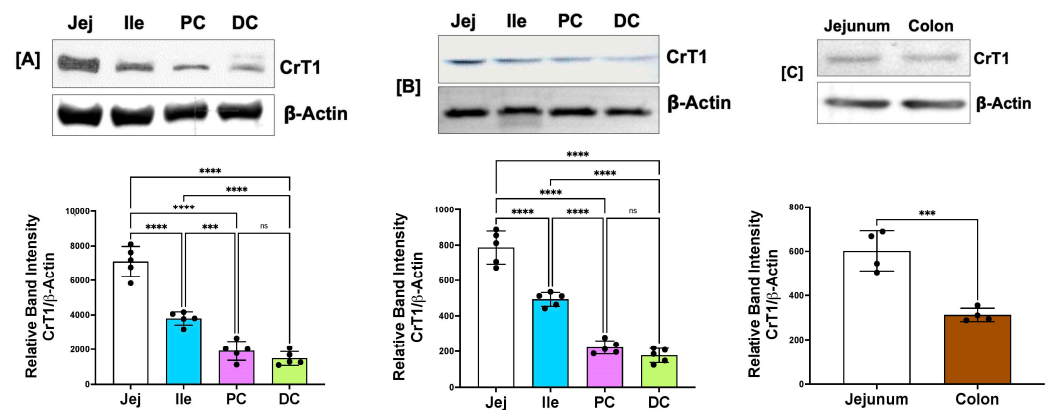 Jej Ile PC DC
[A]
CrT1
β-Actin
****
****
****
**** *** ns
Relative Band Intensity
CrT1/β-Actin
10000
8000
6000
4000
2000
0
Jej Ile PC DC
Jej Ile PC DC
[B]
CrT1
β-Actin
****
****
****
**** **** ns
Relative Band Intensity
CrT1/β-Actin
1000
800
600
400
200
0
Jej Ile PC DC
Jejunum Colon
[C]
CrT1
β-Actin
***
Relative Band Intensity
CrT1/β-Actin
800
600
400
200
0
Jejunum Colon